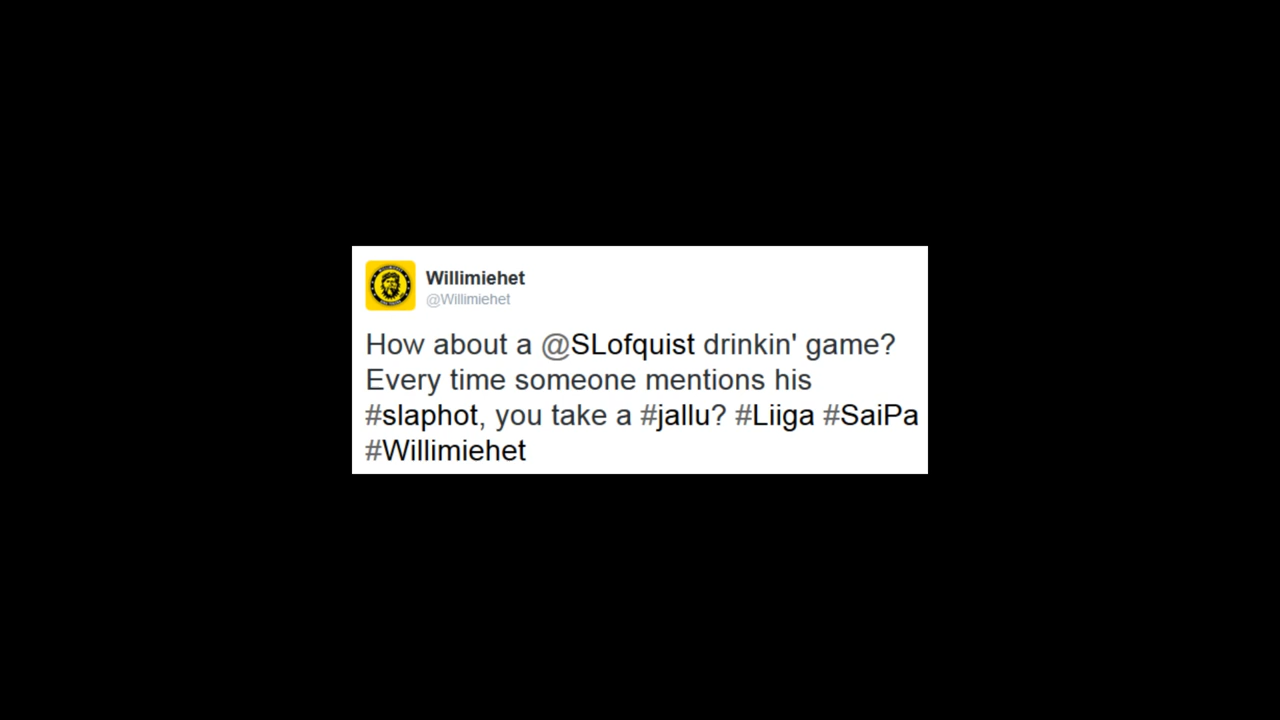 Willimiehet
@Willimiehet
How about a @SLofquist drinkin' game?
Every time someone mentions his
#slaphot, you take a #jallu? #Liiga #SaiPa
#Willimiehet